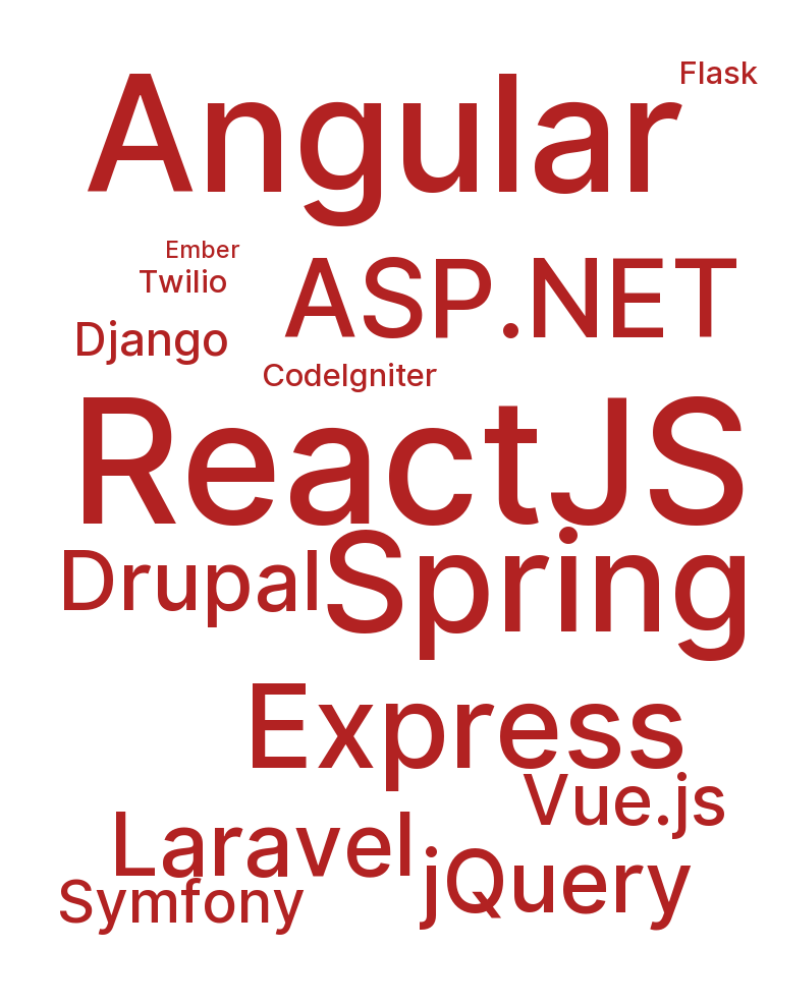 Flask
Angular
Ember
Twilio
ASP.NET
Django
CodeIgniter
ReactJS
Drupal
Spring
Express
Vue.js
Laravel
jQuery
Symfony